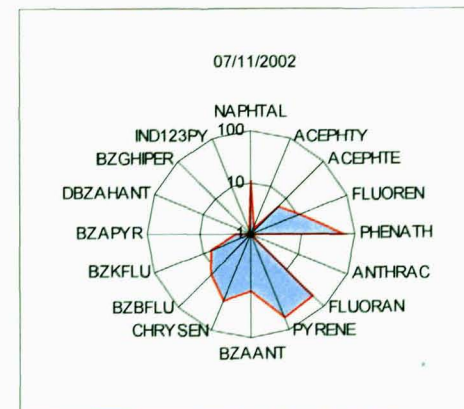 07/11/2002
NAPHTAL
100
IND123PY
ACEPHTY
BZGHIPER
ACEPHTE
10
DBZAHANT
FLUOREN
BZAPYR
1
PHENATH
BZKFLU
ANTHRAC
BZBFLU
FLUORAN
CHRYSEN
PYRENE
BZAANT